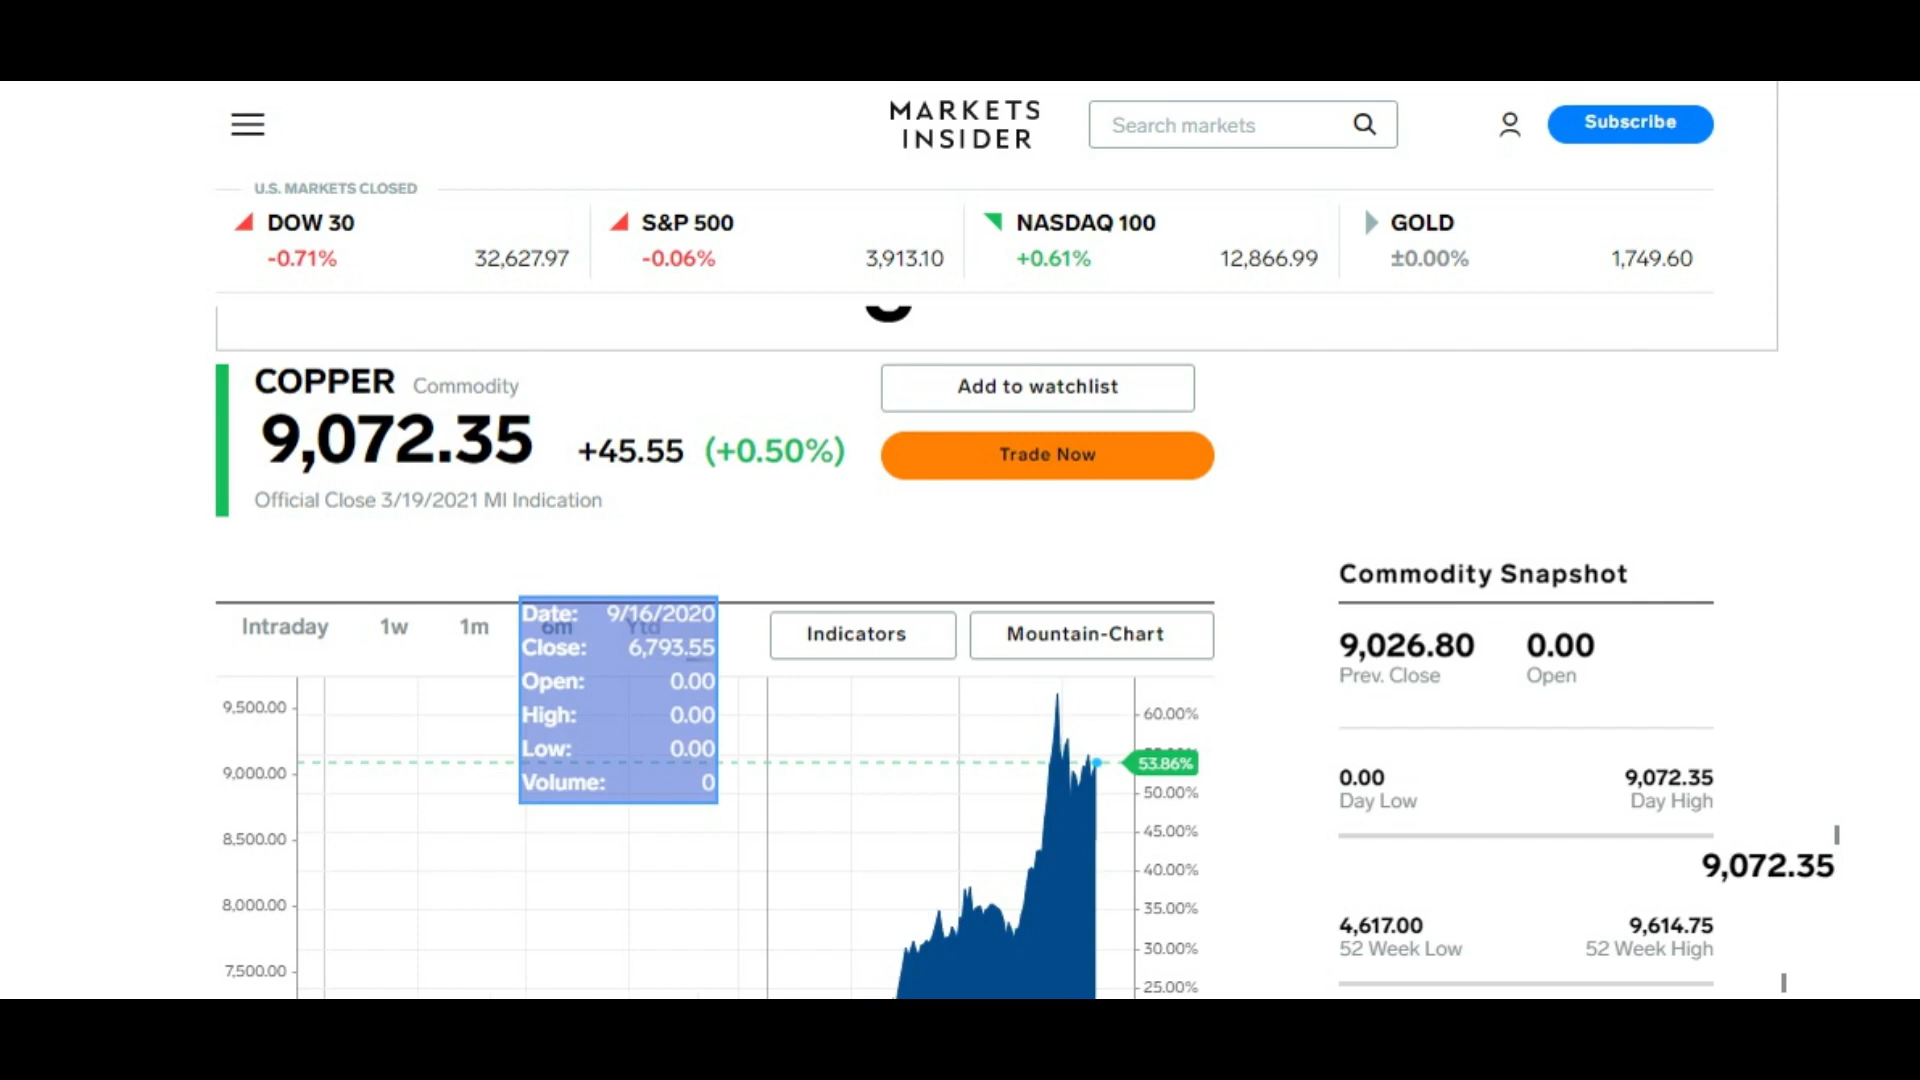 MARKETS
INSIDER
Search markets
Subscribe
U.S. MARKETS CLOSED
DOW 30
-0.71% 32,627.97
S&P 500
-0.06% 3,913.10
NASDAQ 100
+0.61% 12,866.99
GOLD
±0.00% 1,749.60
COPPER Commodity
9,072.35 +45.55 (+0.50%)
Official Close 3/19/2021 MI Indication
Add to watchlist
Trade Now
Intraday 1w 1m 6m Ytd
Indicators
Mountain-Chart
Date: 9/16/2020
Close: 6,793.55
Open: 0.00
High: 0.00
Low: 0.00
Volume: 0
9,500.00
9,000.00
8,500.00
8,000.00
7,500.00
60.00%
53.86%
50.00%
45.00%
40.00%
35.00%
30.00%
25.00%
Commodity Snapshot
9,026.80 0.00
Prev. Close Open
0.00 9,072.35
Day Low Day High
9,072.35
4,617.00 9,614.75
52 Week Low 52 Week High